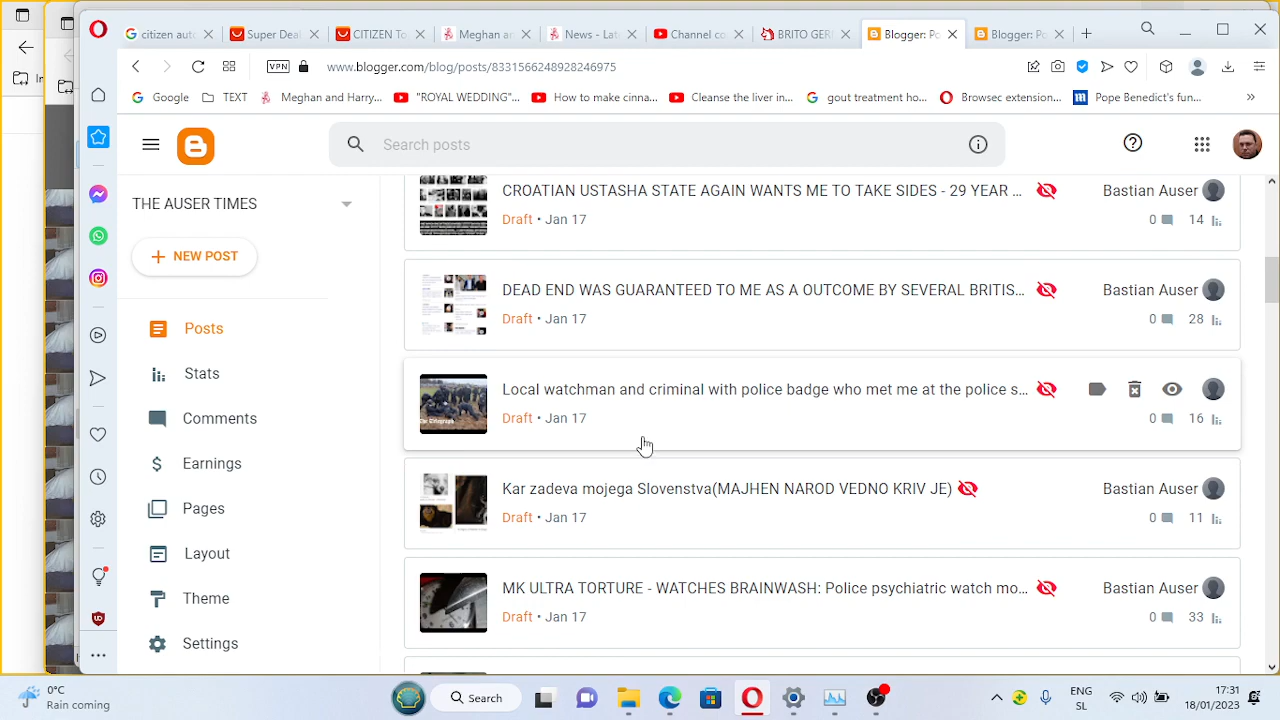 citizen auto
Super Deal
CITIZEN To
Meghan an
News - Late
Channel co
BRITO GER
Blogger: Po
Blogger: Po
VPN
www.blogger.com/blog/posts/8331566248928246975
Google
TEXT
Meghan and Harry...
"ROYAL WEDDING"...
How to make cinna...
Cleanse the liver in...
gout treatment ho...
Browsec extension...
Pope Benedict's fun...
Search posts
THE AUSER TIMES
NEW POST
Posts
Stats
Comments
Earnings
Pages
Layout
Theme
Settings
CROATIAN USTASHA STATE AGAIN WANTS ME TO TAKE SIDES - 29 YEAR ...
Bastian Auser
Draft • Jan 17
14
DEAD END WAS GUARANTEED TO ME AS A OUTCOME BY SEVERAL BRITIS...
Bastian Auser
Draft • Jan 17
0 28
Local watchman and criminal with police badge who met me at the police s...
Draft • Jan 17
0 16
The Telegraph
Kar zadeva mojega Slovenstva(MAJHEN NAROD VEDNO KRIV JE)
Bastian Auser
Draft • Jan 17
0 11
MK ULTRA TORTURE - WATCHES BRAINWASH: Police psychiatric watch mo...
Bastian Auser
Draft • Jan 17
0 33
0°C
Rain coming
Search
ENG
SL
17:31
18/01/2023